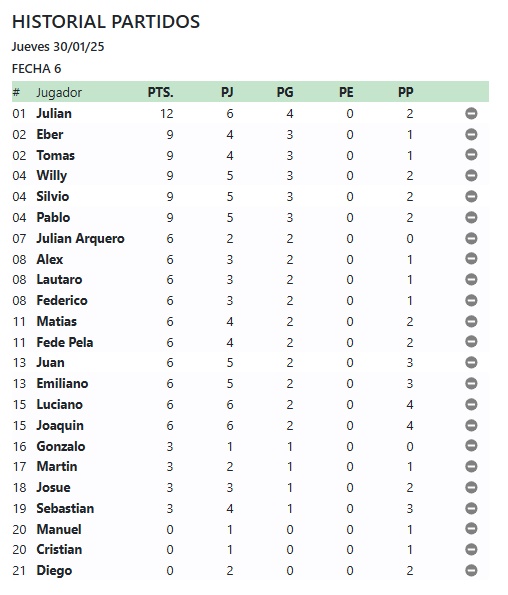 HISTORIAL PARTIDOS
Jueves 30/01/25
FECHA 6
# Jugador PTS. PJ PG PE PP
01 Julian 12 6 4 0 2
02 Eber 9 4 3 0 1
02 Tomas 9 4 3 0 1
04 Willy 9 5 3 0 2
04 Silvio 9 5 3 0 2
04 Pablo 9 5 3 0 2
07 Julian Arquero 6 2 2 0 0
08 Alex 6 3 2 0 1
08 Lautaro 6 3 2 0 1
08 Federico 6 3 2 0 1
11 Matias 6 4 2 0 2
11 Fede Pela 6 4 2 0 2
13 Juan 6 5 2 0 3
13 Emiliano 6 5 2 0 3
15 Luciano 6 6 2 0 4
15 Joaquin 6 6 2 0 4
16 Gonzalo 3 1 1 0 0
17 Martin 3 2 1 0 1
18 Josue 3 3 1 0 2
19 Sebastian 3 4 1 0 3
20 Manuel 0 1 0 0 1
20 Cristian 0 1 0 0 1
21 Diego 0 2 0 0 2